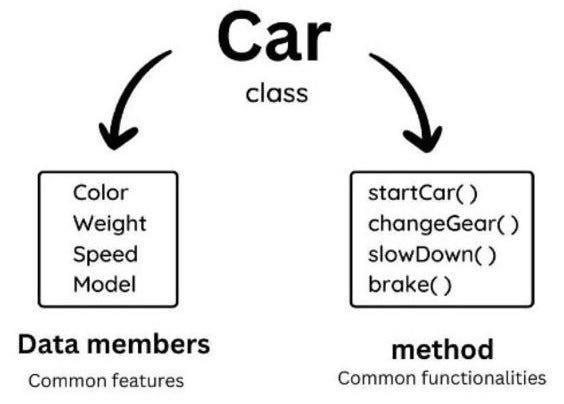 Car
class
Color
Weight
Speed
Model
Data members
Common features
startCar( )
changeGear( )
slowDown( )
brake( )
method
Common functionalities